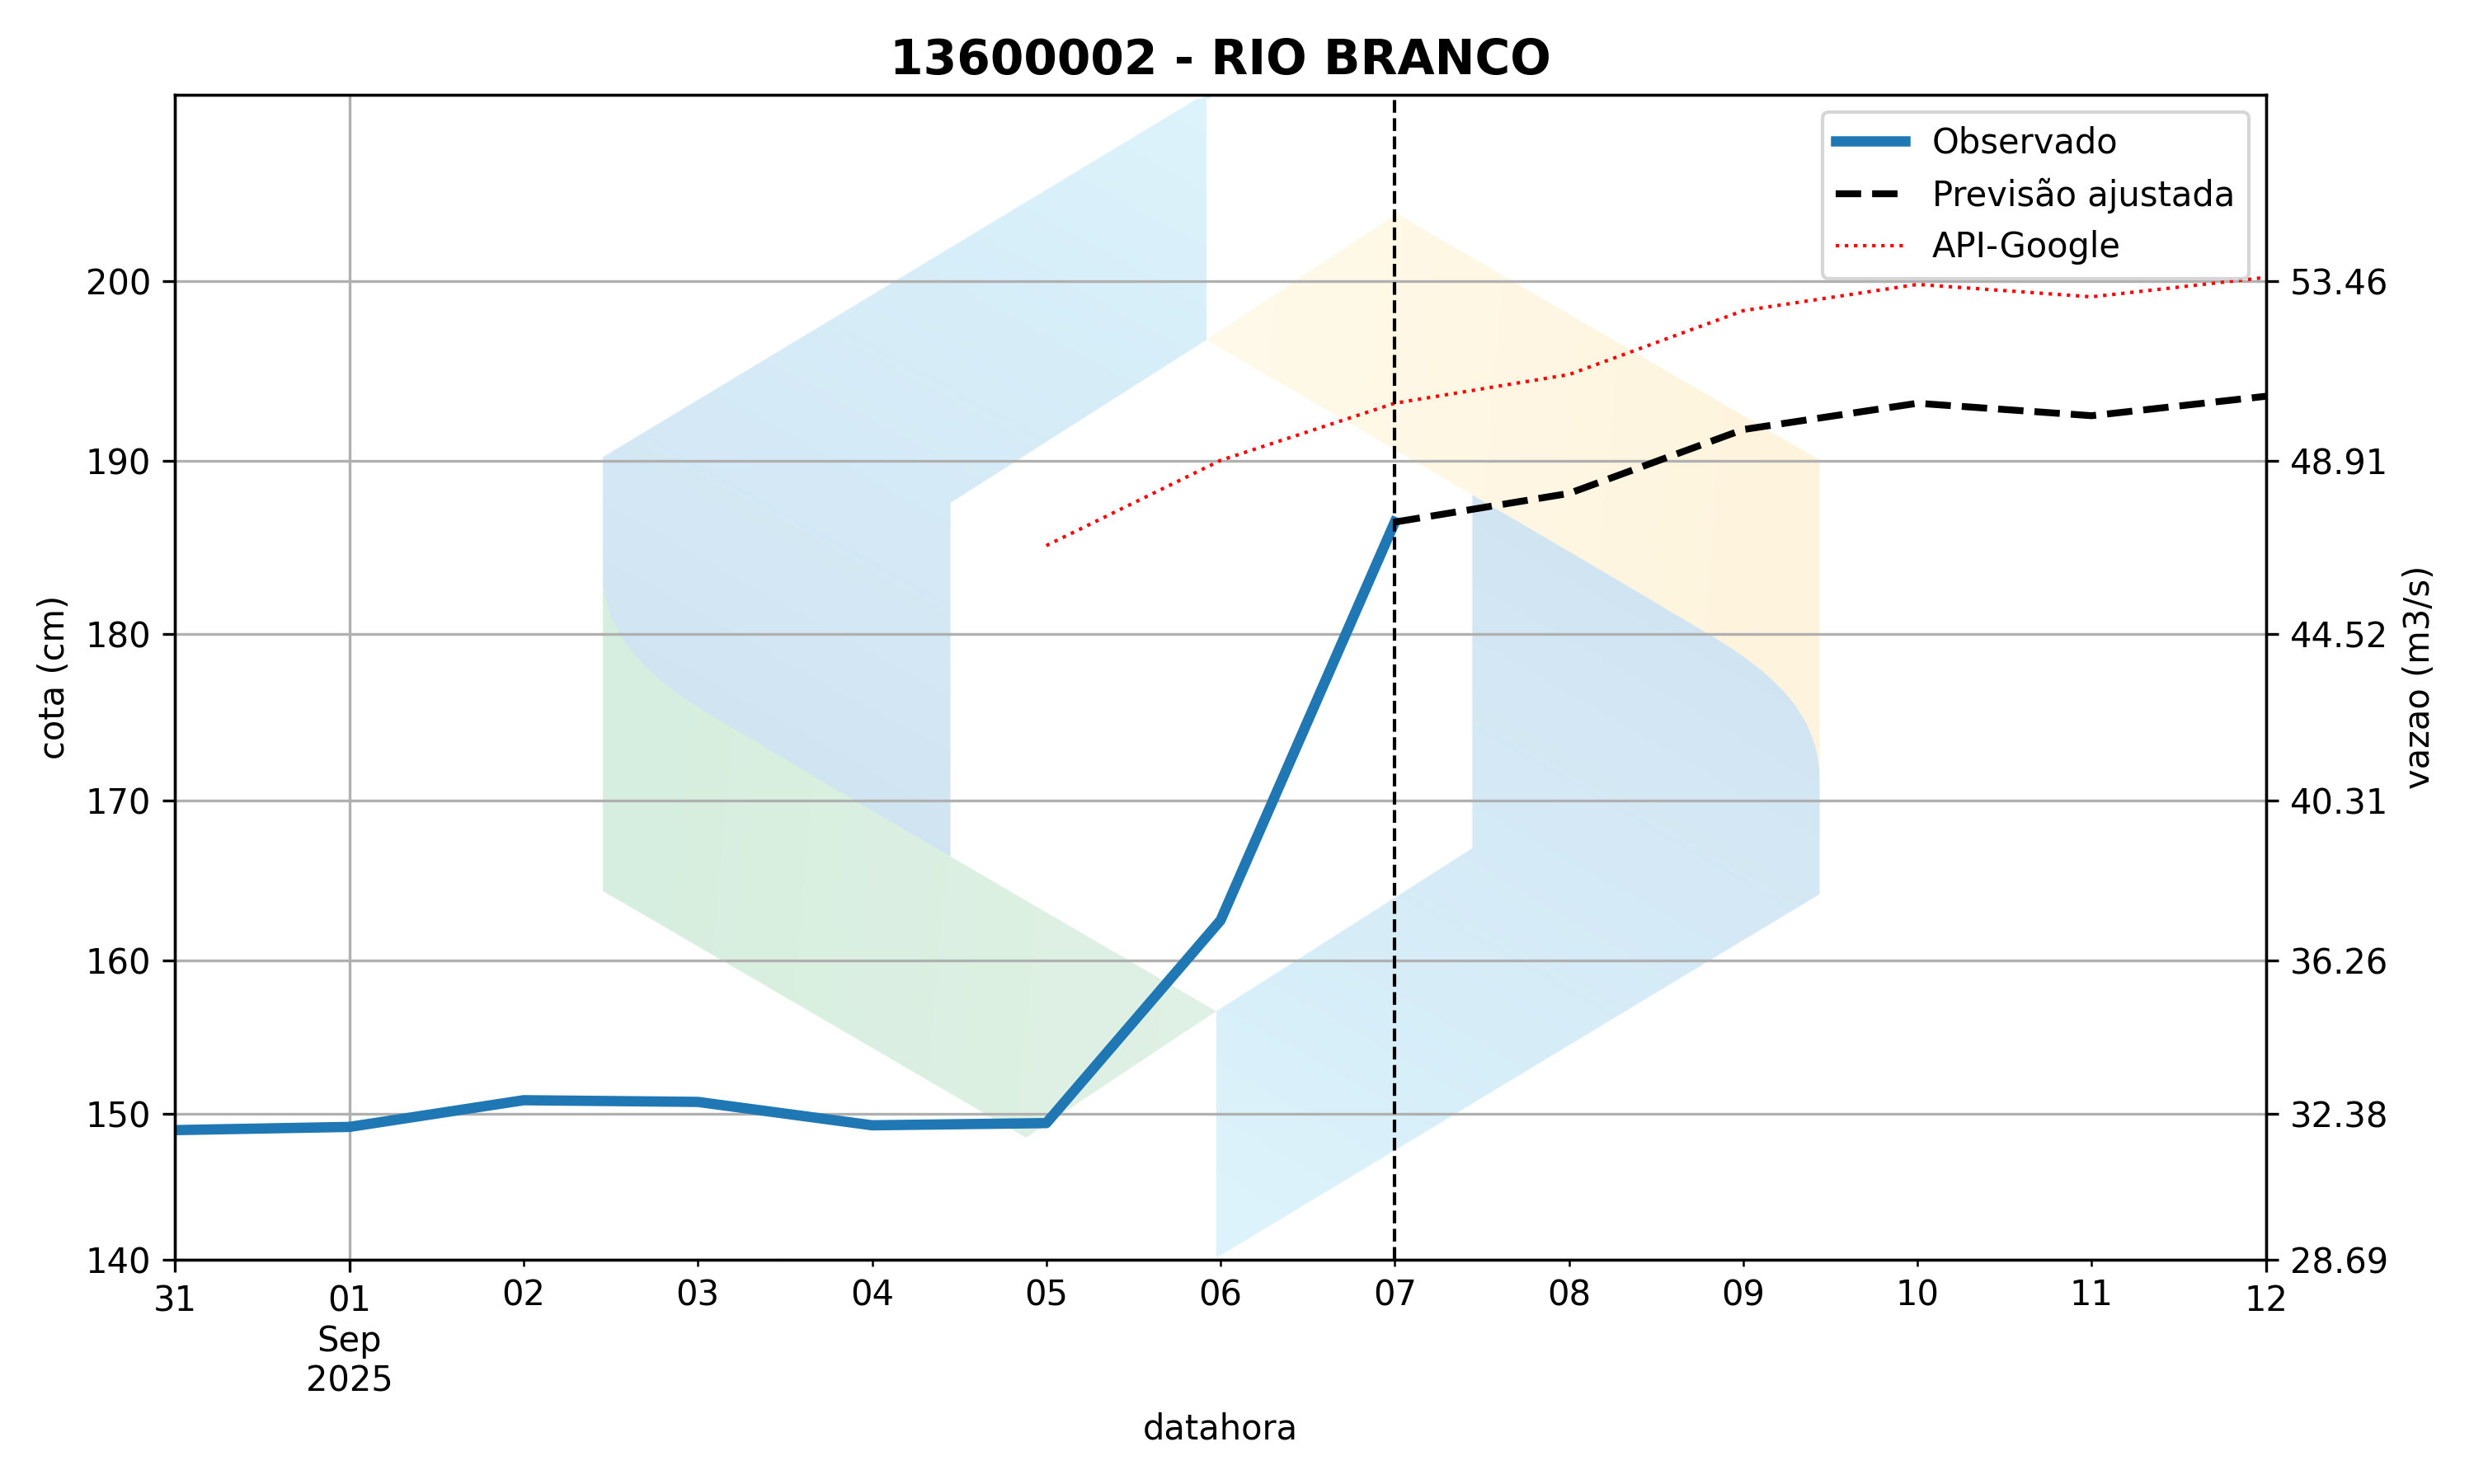 13600002 - RIO BRANCO
Observado
Previsão ajustada
API-Google
200
190
180
170
160
150
140
cota (cm)
53.46
48.91
44.52
40.31
36.26
32.38
28.69
vazao (m3/s)
31 01 02 03 04 05 06 07 08 09 10 11 12
Sep
2025
datahora